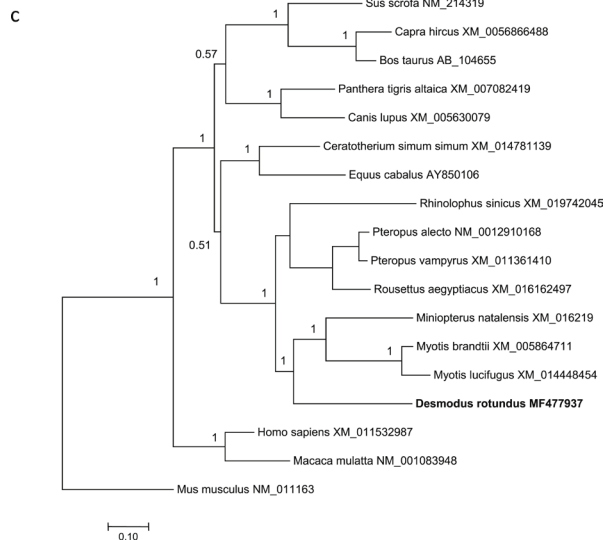 C
Sus scrofa NM_214319
1
Capra hircus XM_0056866488
1
Bos taurus AB_104655
0.57
Panthera tigris altaica XM_007082419
1
Canis lupus XM_005630079
1
Ceratotherium simum simum XM_014781139
1
Equus cabalus AY850106
Rhinolophus sinicus XM_019742045
Pteropus alecto NM_0012910168
0.51
Pteropus vampyrus XM_011361410
1
Rousettus aegyptiacus XM_016162497
1
Miniopterus natalensis XM_016219
1
Myotis brandtii XM_005864711
1
1
Myotis lucifugus XM_014448454
Desmodus rotundus MF477937
Homo sapiens XM_011532987
1
Macaca mulatta NM_001083948
Mus musculus NM_011163
0.10